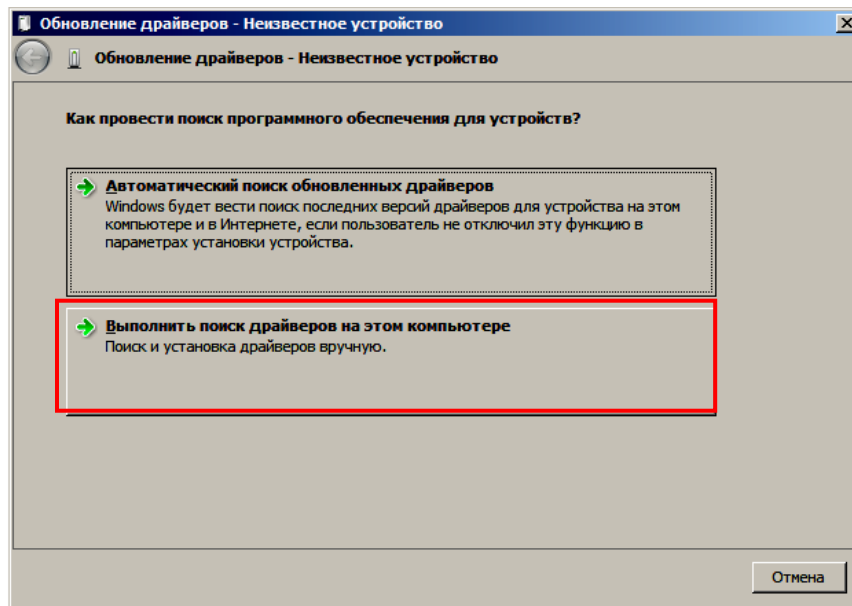 Обновление драйверов - Неизвестное устройство
Обновление драйверов - Неизвестное устройство
Как провести поиск программного обеспечения для устройств?
Автоматический поиск обновленных драйверов
Windows будет вести поиск последних версий драйверов для устройства на этом
компьютере и в Интернете, если пользователь не отключил эту функцию в
параметрах установки устройства.
Выполнить поиск драйверов на этом компьютере
Поиск и установка драйверов вручную.
Отмена